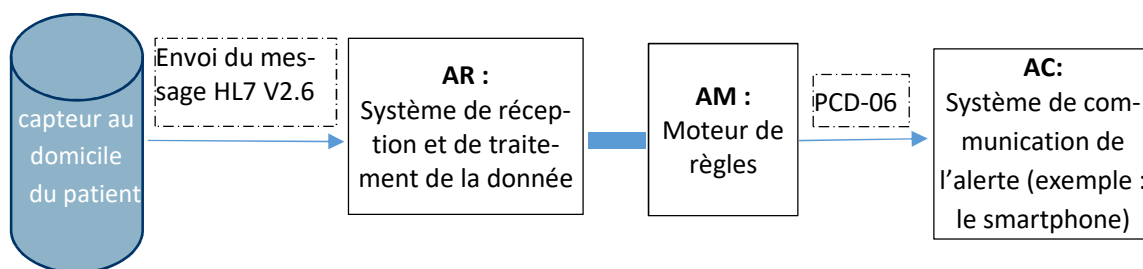 capteur au
domicile
du patient
Envoi du mes-
sage HL7 V2.6
AR :
Système de récep-
tion et de traite-
ment de la donnée
AM :
Moteur de
règles
PCD-06
AC:
Système de com-
munication de
l'alerte (exemple :
le smartphone)